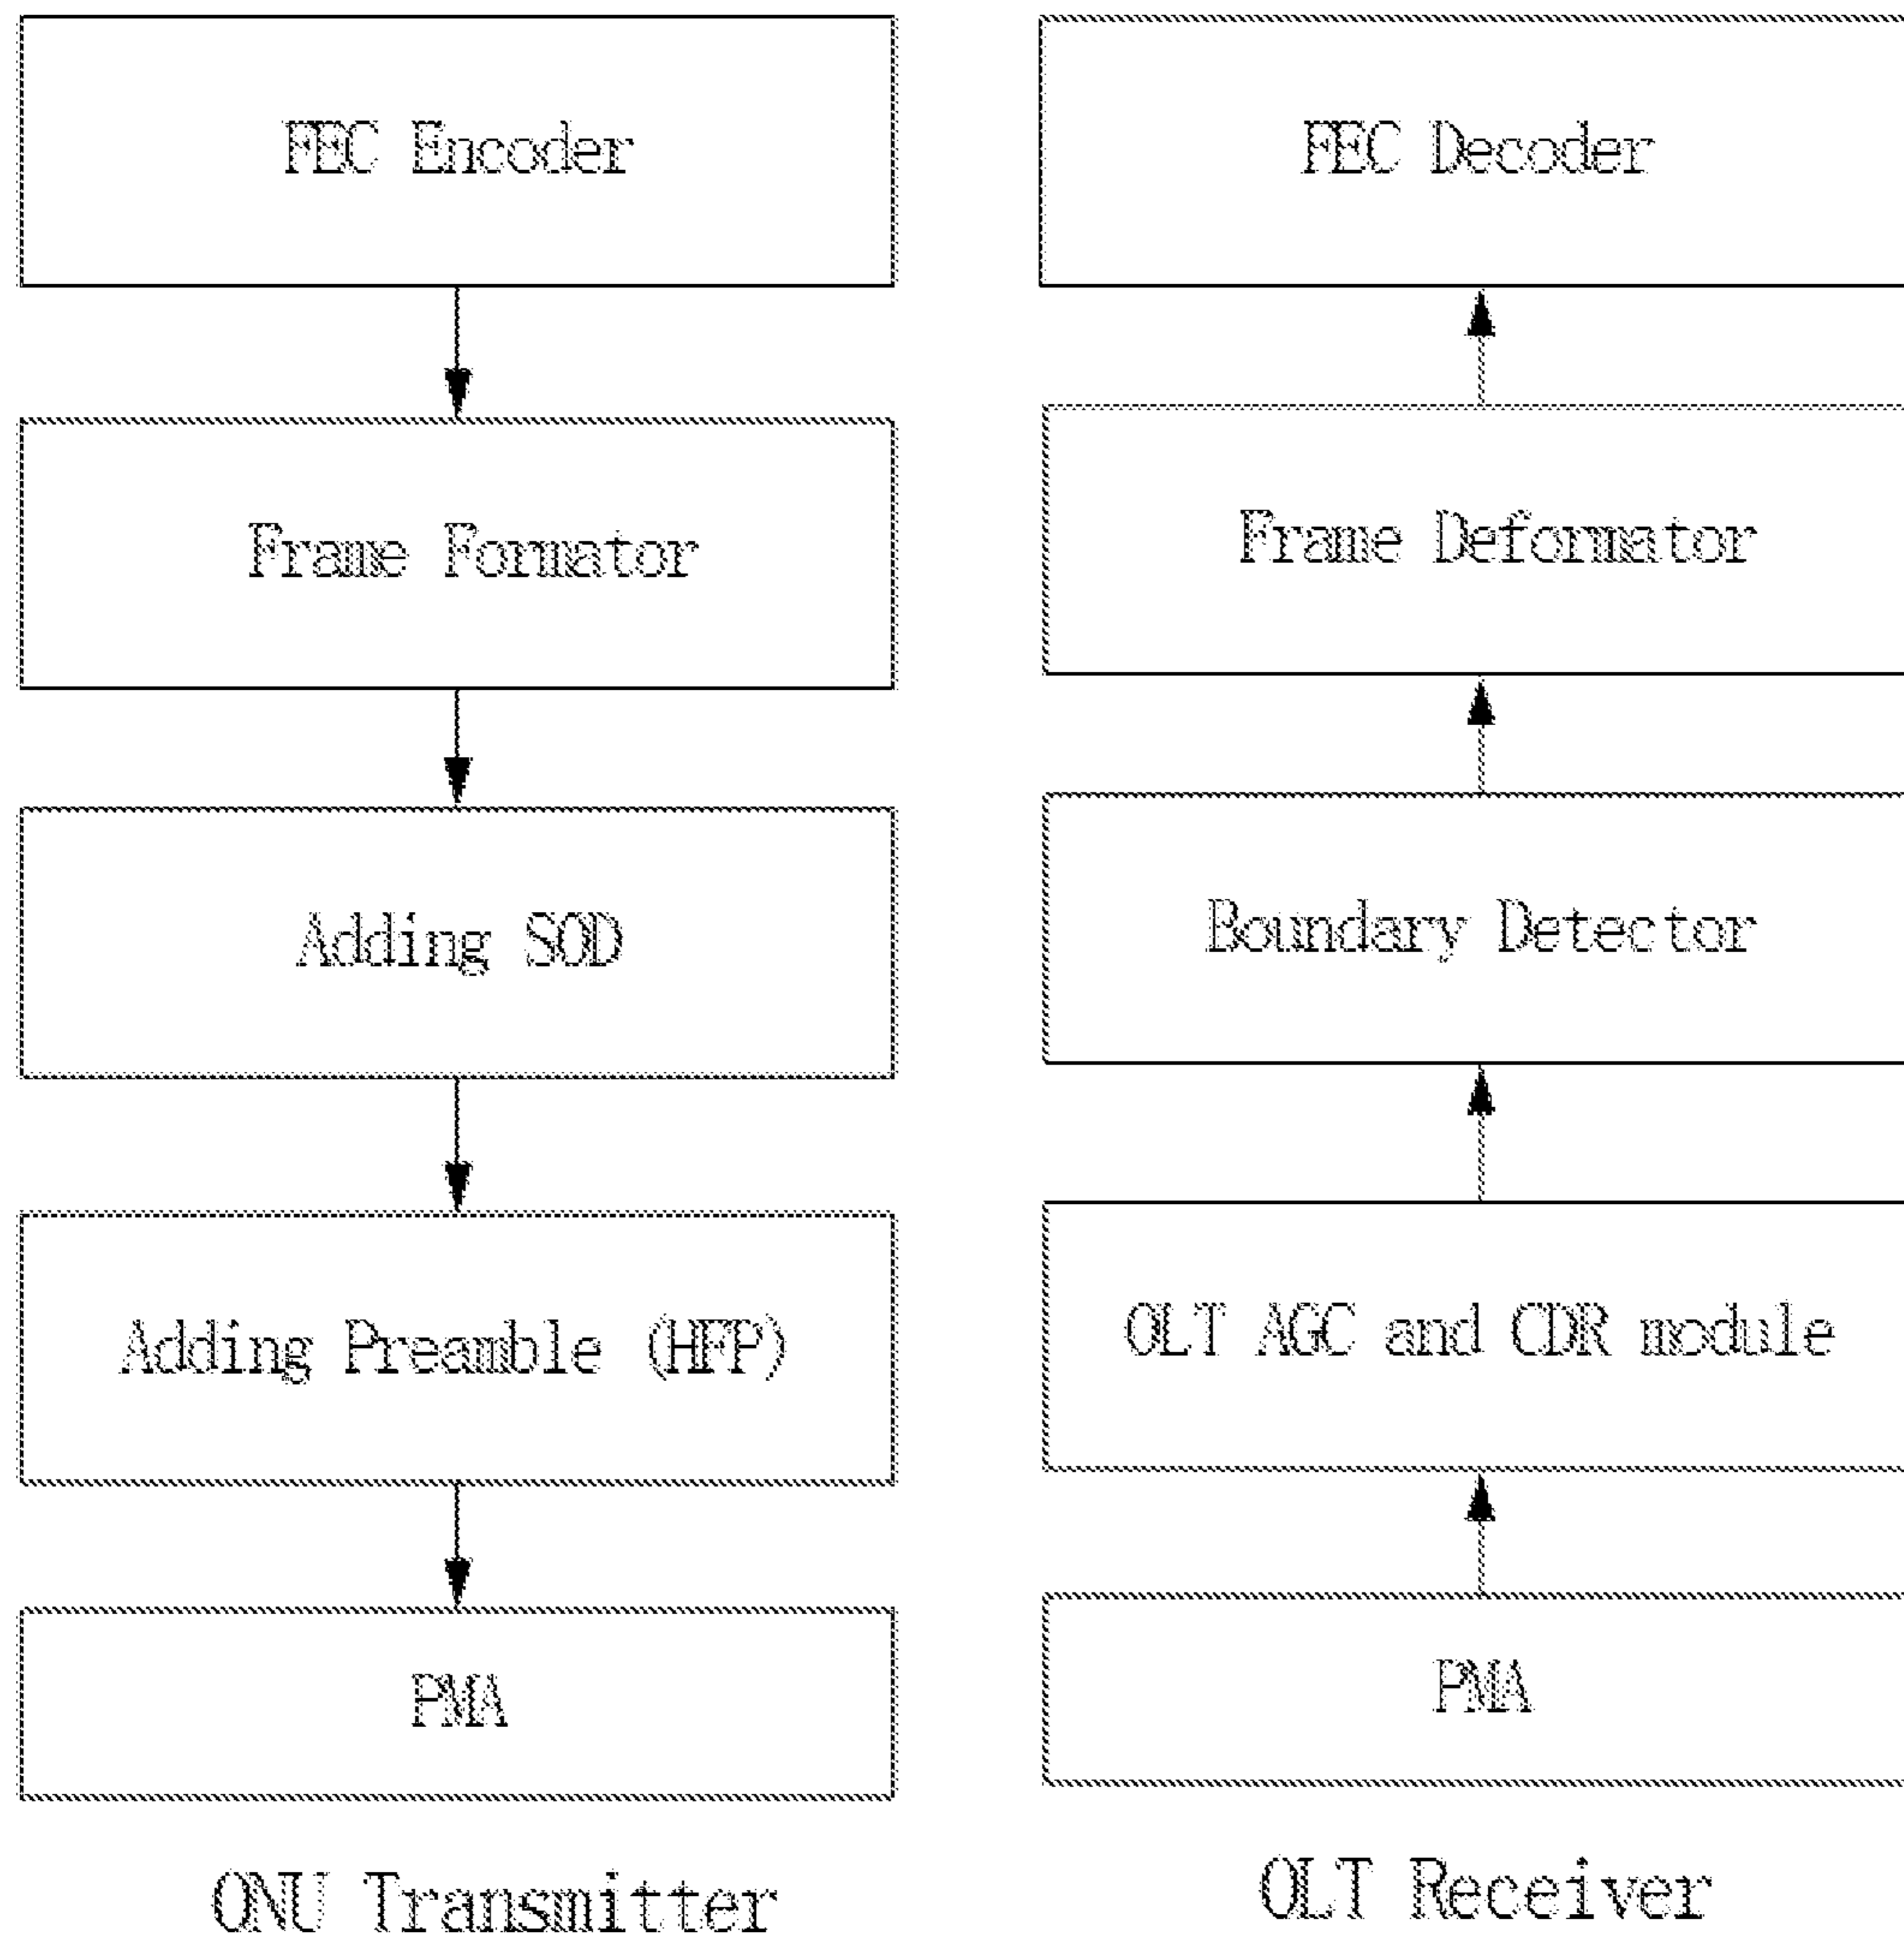 FEC Encoder
Frame Formator
Adding SOD
Adding Preamble (HFP)
PMA
ONU Transmitter
FEC Decoder
Frame Deformator
Boundary Detector
OLT AGC and CDR module
PMA
OLT Receiver